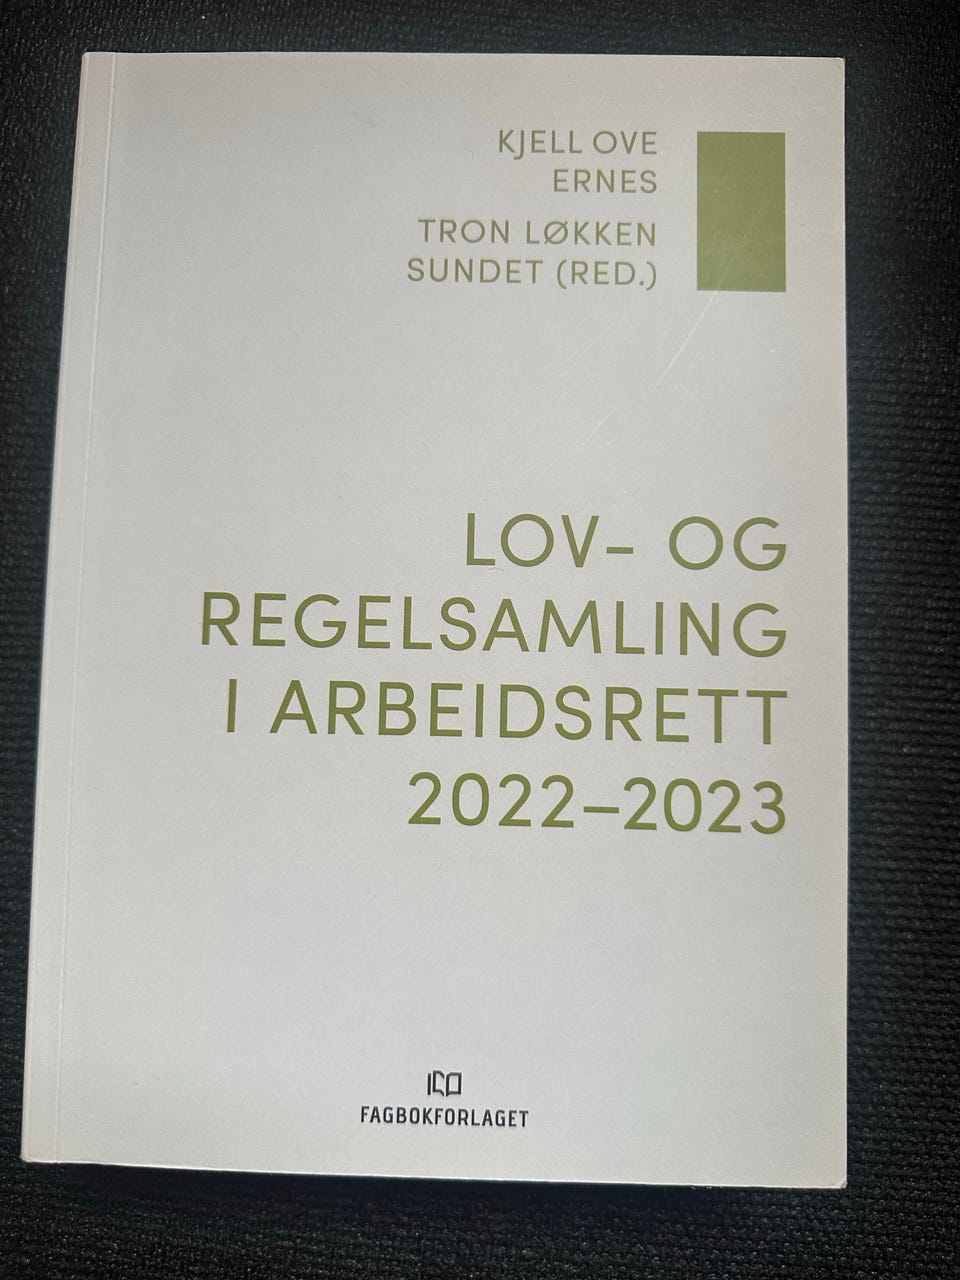 KJELL OVE
ERNES
TRON LØKKEN
SUNDET (RED.)
LOV- OG
REGELSAMLING
I ARBEIDSRETT
2022–2023
FAGBOKFORLAGET